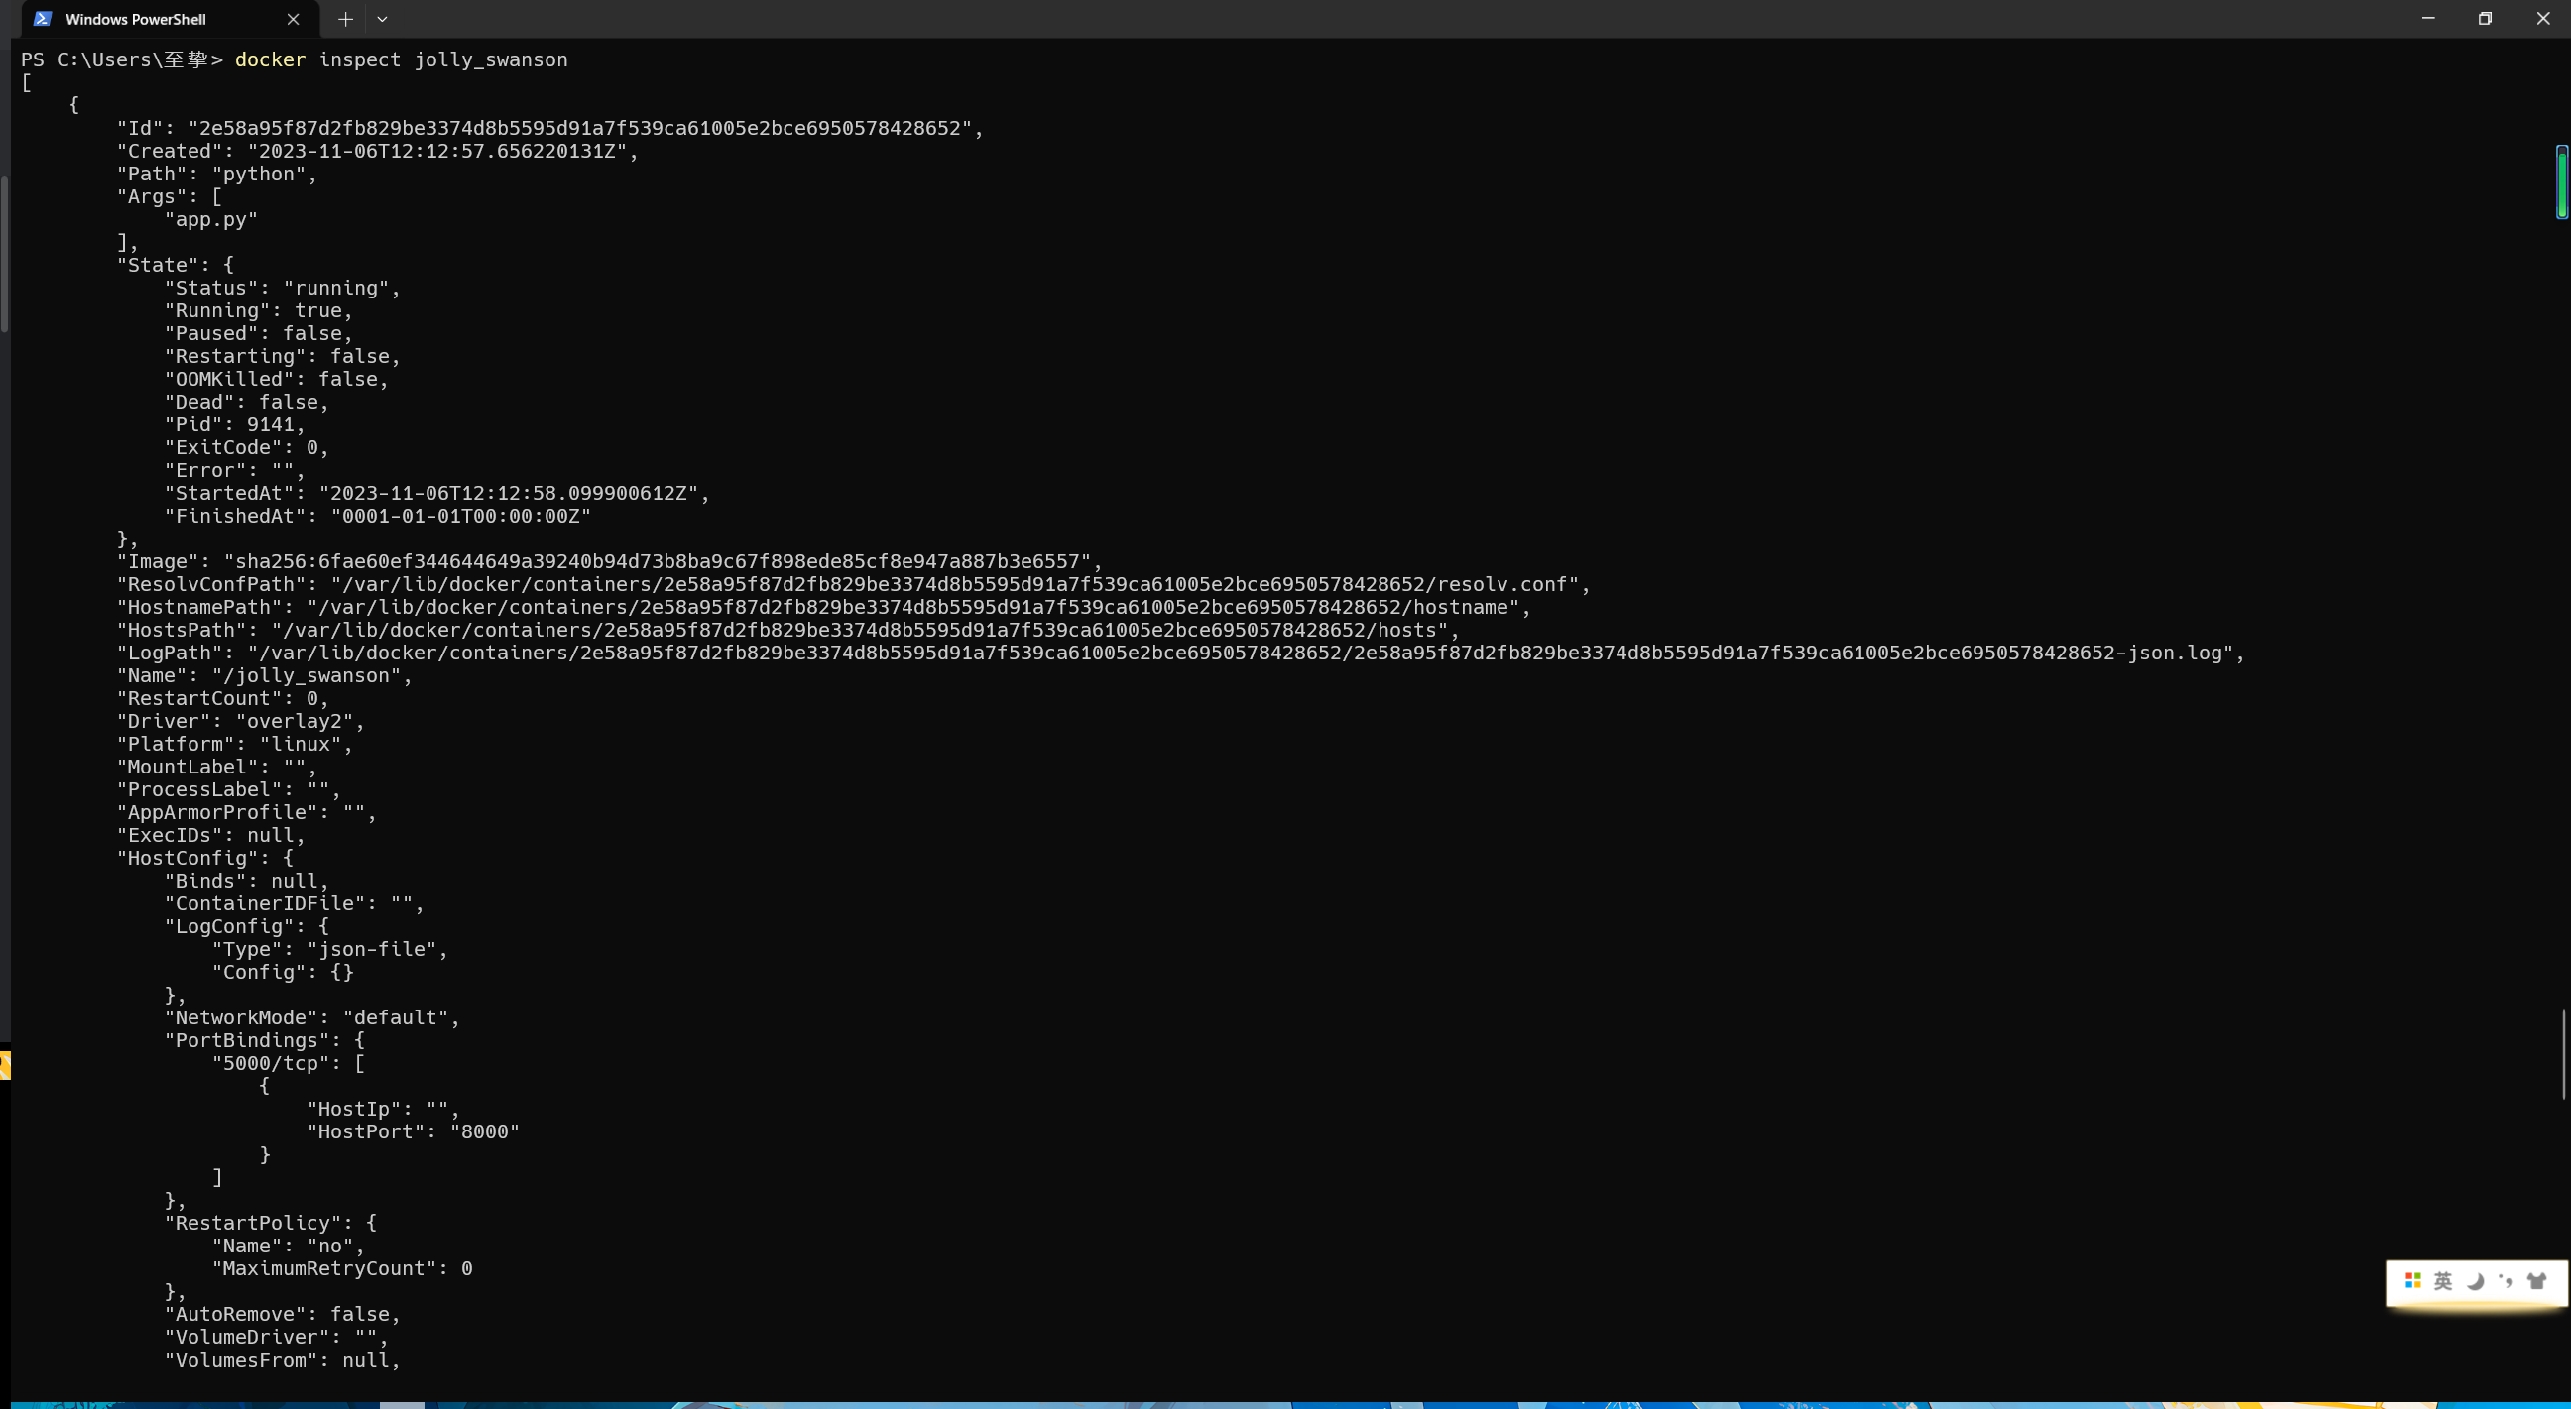 Windows PowerShell
PS C:\Users\至挚> docker inspect jolly_swanson
[
    {
        "Id": "2e58a95f87d2fb829be3374d8b5595d91a7f539ca61005e2bce6950578428652",
        "Created": "2023-11-06T12:12:57.656220131Z",
        "Path": "python",
        "Args": [
            "app.py"
        ],
        "State": {
            "Status": "running",
            "Running": true,
            "Paused": false,
            "Restarting": false,
            "OOMKilled": false,
            "Dead": false,
            "Pid": 9141,
            "ExitCode": 0,
            "Error": "",
            "StartedAt": "2023-11-06T12:12:58.099900612Z",
            "FinishedAt": "0001-01-01T00:00:00Z"
        },
        "Image": "sha256:6fae60ef344644649a39240b94d73b8ba9c67f898ede85cf8e947a887b3e6557",
        "ResolvConfPath": "/var/lib/docker/containers/2e58a95f87d2fb829be3374d8b5595d91a7f539ca61005e2bce6950578428652/resolv.conf",
        "HostnamePath": "/var/lib/docker/containers/2e58a95f87d2fb829be3374d8b5595d91a7f539ca61005e2bce6950578428652/hostname",
        "HostsPath": "/var/lib/docker/containers/2e58a95f87d2fb829be3374d8b5595d91a7f539ca61005e2bce6950578428652/hosts",
        "LogPath": "/var/lib/docker/containers/2e58a95f87d2fb829be3374d8b5595d91a7f539ca61005e2bce6950578428652/2e58a95f87d2fb829be3374d8b5595d91a7f539ca61005e2bce6950578428652-json.log",
        "Name": "/jolly_swanson",
        "RestartCount": 0,
        "Driver": "overlay2",
        "Platform": "linux",
        "MountLabel": "",
        "ProcessLabel": "",
        "AppArmorProfile": "",
        "ExecIDs": null,
        "HostConfig": {
            "Binds": null,
            "ContainerIDFile": "",
            "LogConfig": {
                "Type": "json-file",
                "Config": {}
            },
            "NetworkMode": "default",
            "PortBindings": {
                "5000/tcp": [
                    {
                        "HostIp": "",
                        "HostPort": "8000"
                    }
                ]
            },
            "RestartPolicy": {
                "Name": "no",
                "MaximumRetryCount": 0
            },
            "AutoRemove": false,
            "VolumeDriver": "",
            "VolumesFrom": null,
英